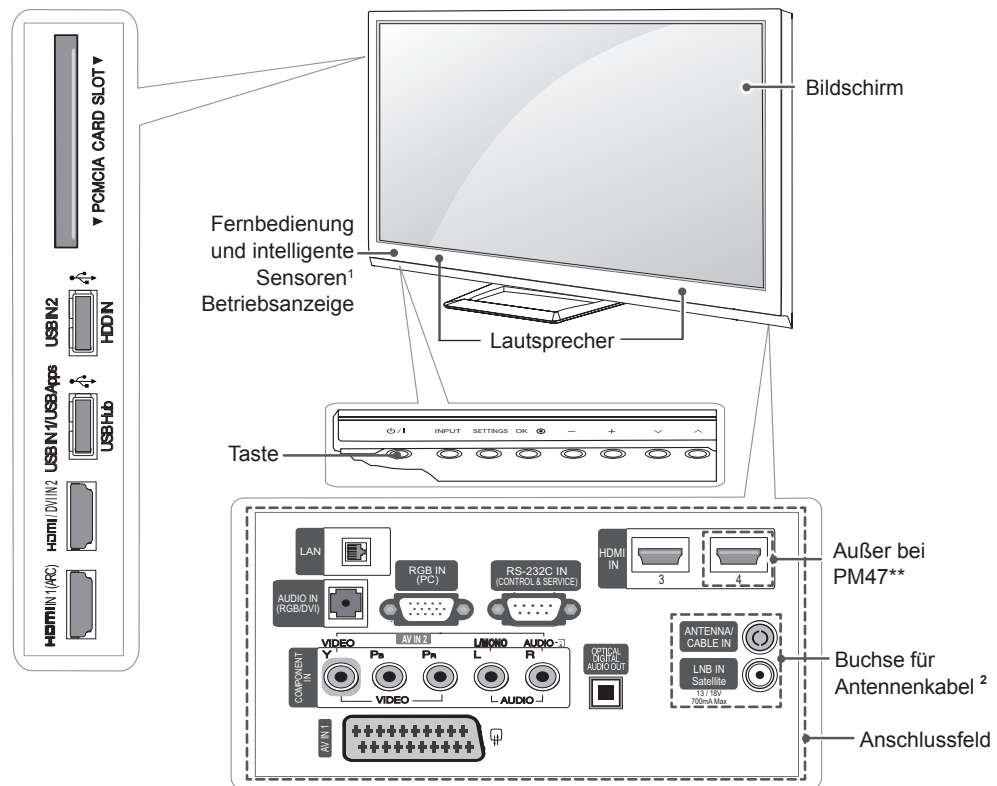 ▼PCMCIA CARD SLOT▼
USB IN 2
HDD IN
USB IN 1/USB Apps
USB Hub
HDMI / DVI IN 2
HDMI IN 1 (ARC)
Bildschirm
Fernbedienung
und intelligente
Sensoren¹
Betriebsanzeige
Lautsprecher
Taste
⏻/I INPUT SETTINGS OK ⦿ − + ﹀ ︿
LAN
RGB IN
(PC)
RS-232C IN
(CONTROL & SERVICE)
HDMI
IN
3
4
Außer bei
PM47**
AUDIO IN
(RGB/DVI)
AV IN 2
VIDEO L/MONO AUDIO
Y PB PR L R
COMPONENT
IN
VIDEO AUDIO
OPTICAL
DIGITAL
AUDIO OUT
ANTENNA/
CABLE IN
LNB IN
Satellite
13 / 18V
700mA Max
Buchse für
Antennenkabel ²
AV IN 1
Anschlussfeld